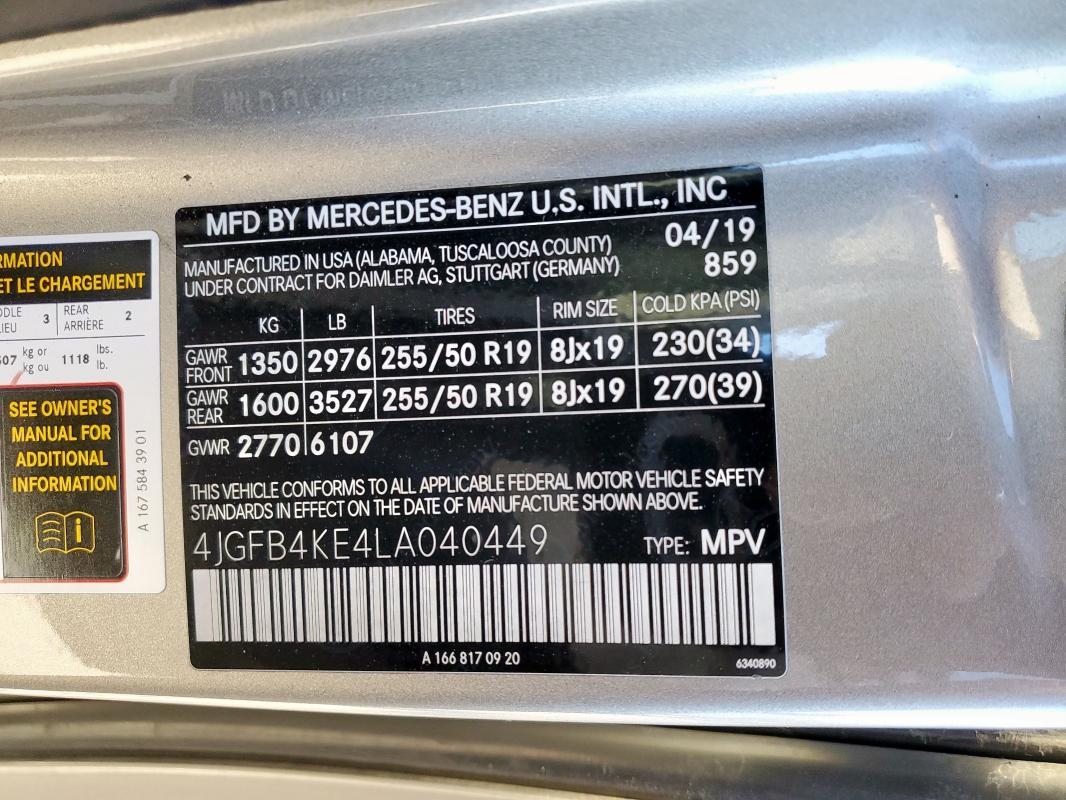 RMATION
ET LE CHARGEMENT
3
REAR
ARRIÈRE
2
kg or
kg ou
1118
lbs.
lb.
SEE OWNER'S
MANUAL FOR
ADDITIONAL
INFORMATION
A 167 584 39 01
MFD BY MERCEDES-BENZ U.S. INTL., INC
MANUFACTURED IN USA (ALABAMA, TUSCALOOSA COUNTY) 04/19
UNDER CONTRACT FOR DAIMLER AG, STUTTGART (GERMANY) 859
KG LB TIRES RIM SIZE COLD KPA (PSI)
GAWR FRONT 1350 2976 255/50 R19 8Jx19 230(34)
GAWR REAR 1600 3527 255/50 R19 8Jx19 270(39)
GVWR 2770 6107
THIS VEHICLE CONFORMS TO ALL APPLICABLE FEDERAL MOTOR VEHICLE SAFETY
STANDARDS IN EFFECT ON THE DATE OF MANUFACTURE SHOWN ABOVE.
4JGFB4KE4LA040449 TYPE: MPV
A 166 817 09 20
6340890